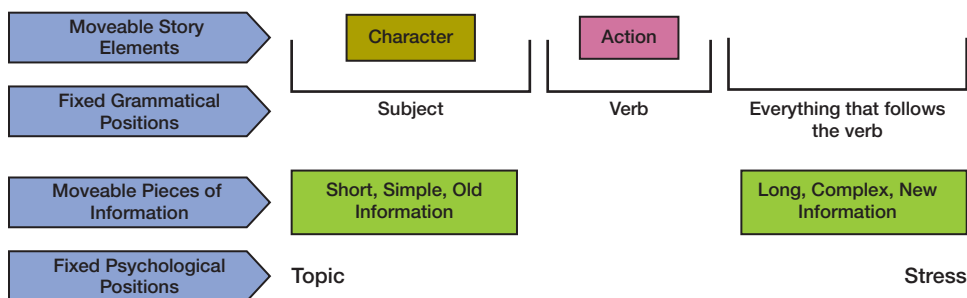 Moveable Story
Elements
Character
Action
Fixed Grammatical
Positions
Subject
Verb
Everything that follows
the verb
Moveable Pieces of
Information
Short, Simple, Old
Information
Long, Complex, New
Information
Fixed Psychological
Positions
Topic
Stress